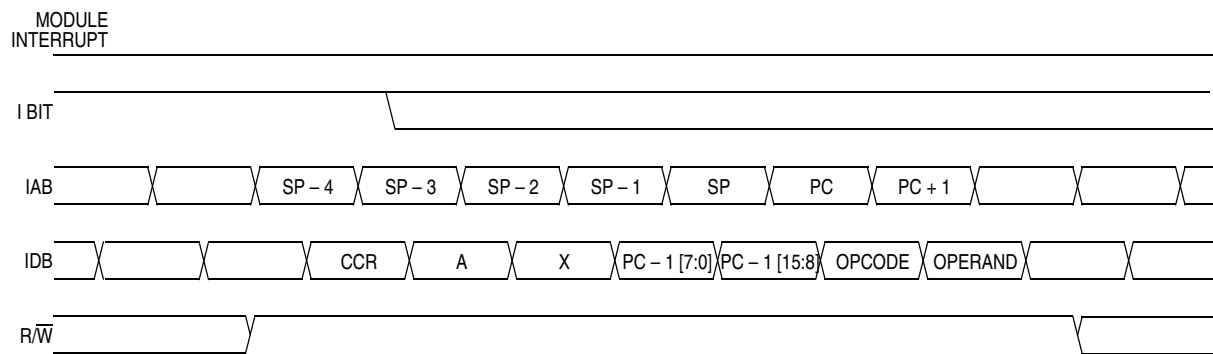 MODULE
INTERRUPT
I BIT
IAB SP – 4 SP – 3 SP – 2 SP – 1 SP PC PC + 1
IDB CCR A X PC – 1 [7:0] PC – 1 [15:8] OPCODE OPERAND
R/W̅